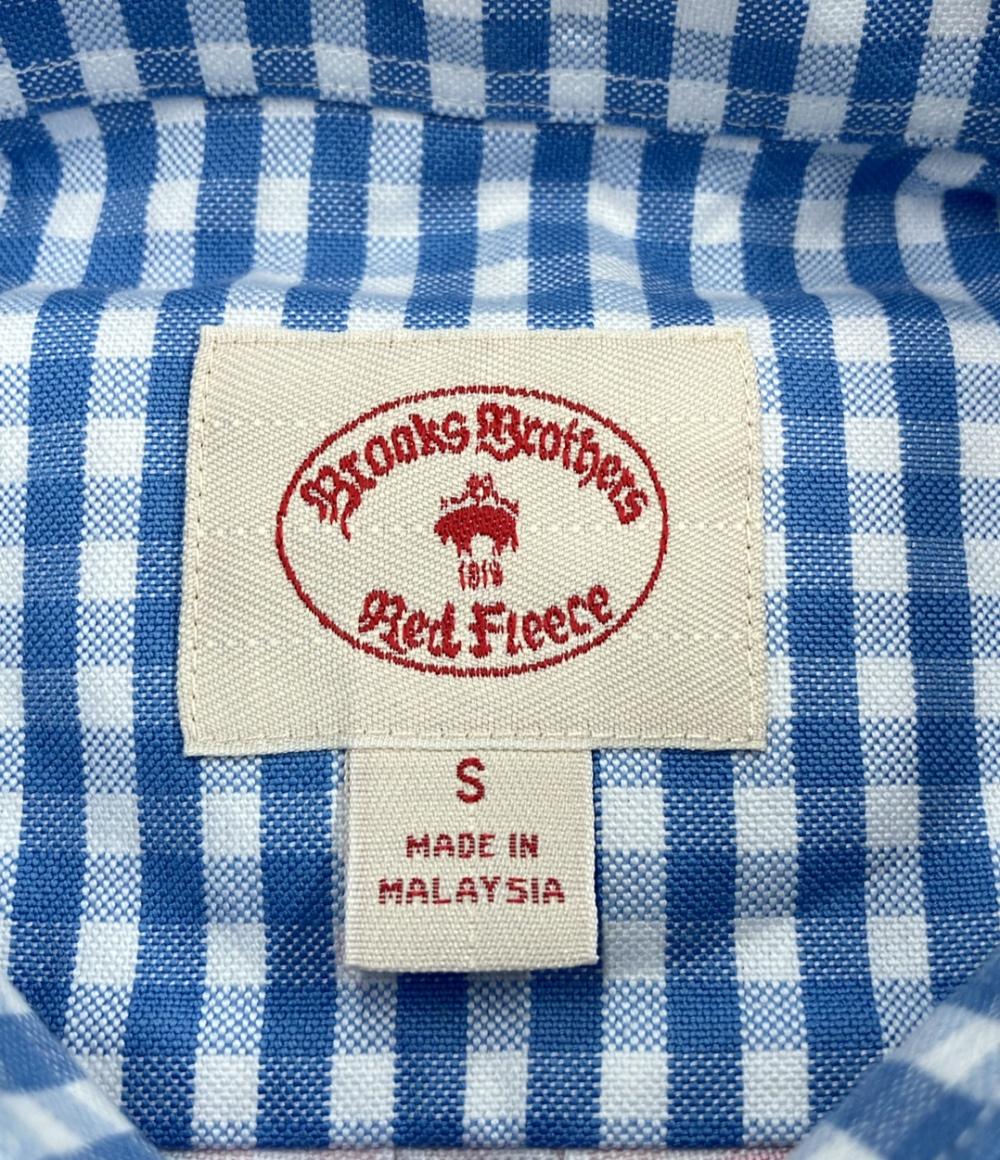 Brooks Brothers
1818
Red Fleece
S
MADE IN
MALAYSIA